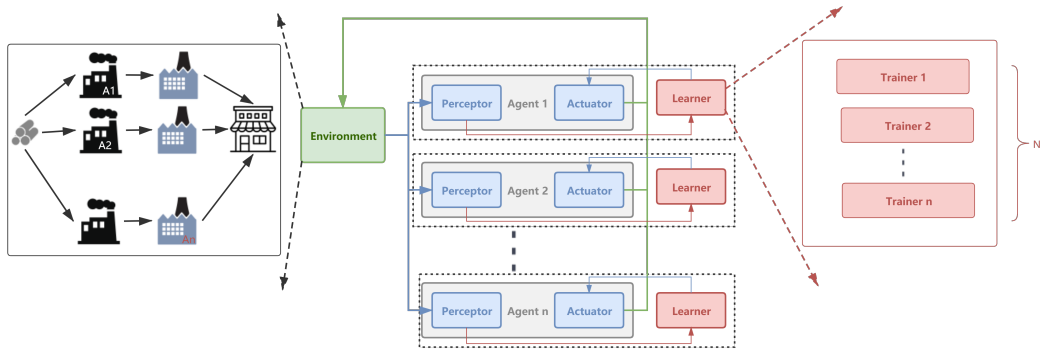 A1
A2
An
Environment
Perceptor
Agent 1
Actuator
Learner
Perceptor
Agent 2
Actuator
Learner
Perceptor
Agent n
Actuator
Learner
Trainer 1
Trainer 2
Trainer n
N